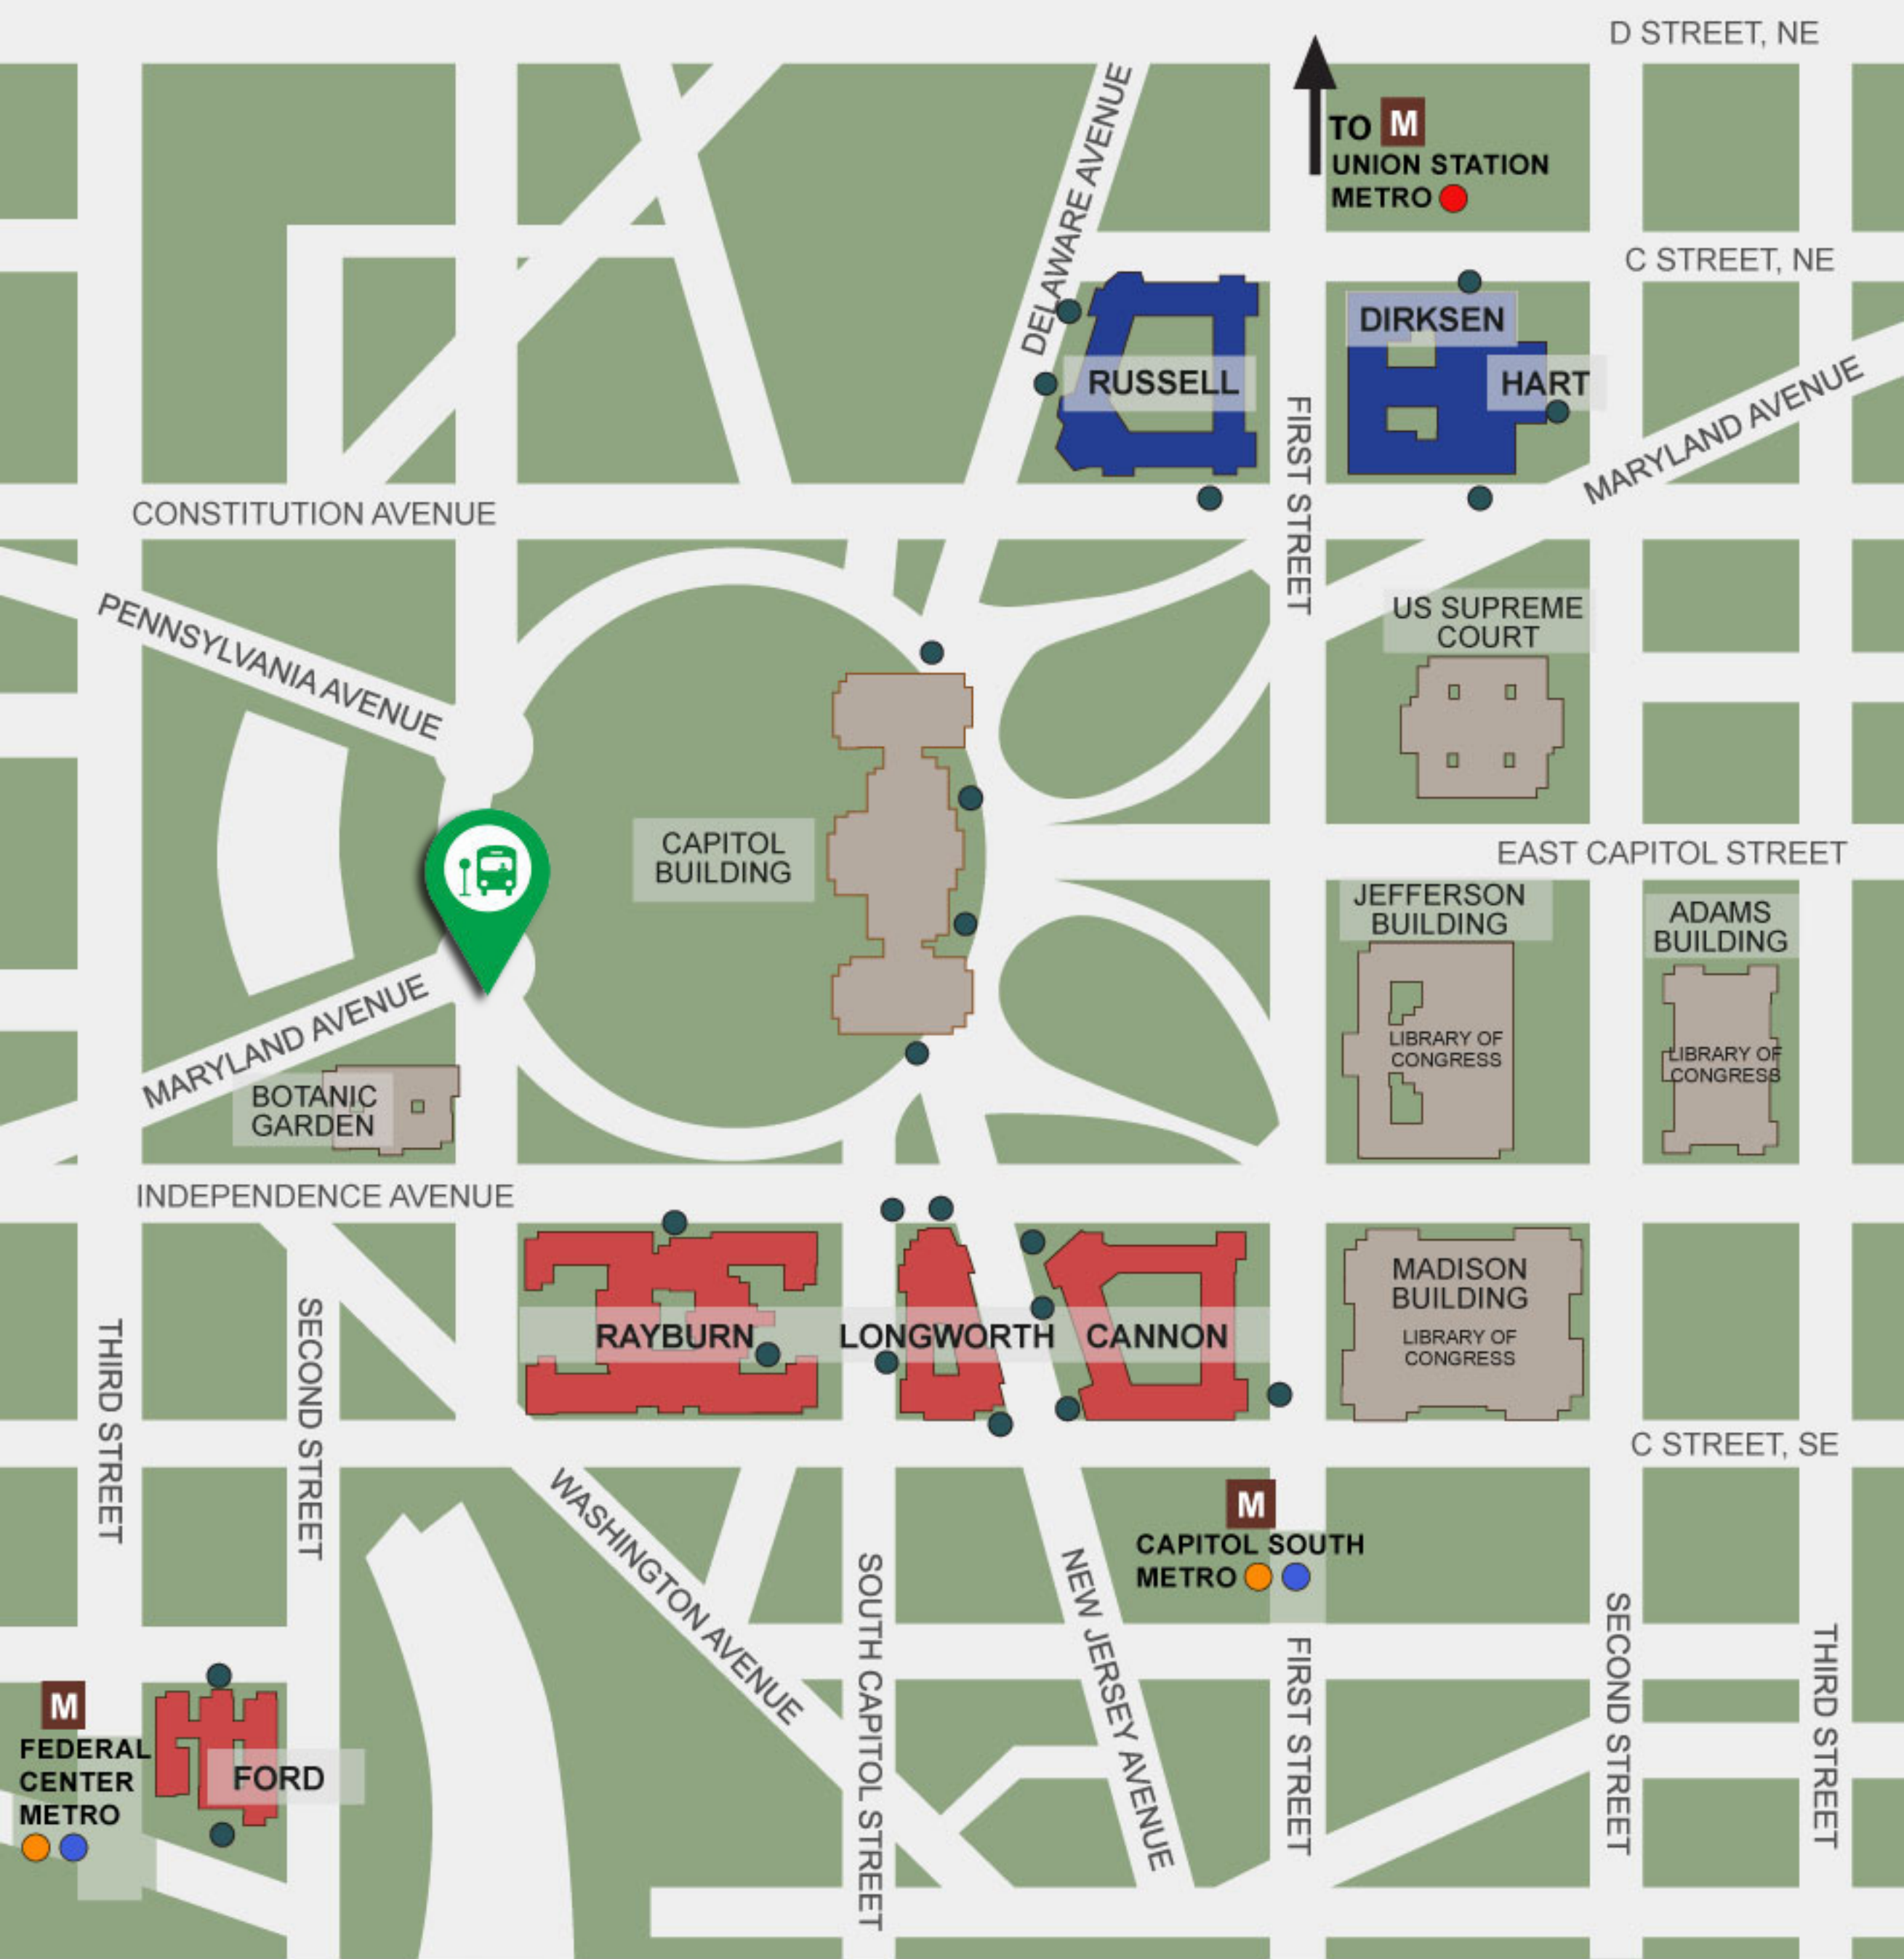 D STREET, NE
TO M
UNION STATION
METRO
DELAWARE AVENUE
C STREET, NE
DIRKSEN
RUSSELL
HART
MARYLAND AVENUE
FIRST STREET
CONSTITUTION AVENUE
PENNSYLVANIA AVENUE
US SUPREME
COURT
CAPITOL
BUILDING
EAST CAPITOL STREET
JEFFERSON
BUILDING
LIBRARY OF
CONGRESS
ADAMS
BUILDING
LIBRARY OF
CONGRESS
MARYLAND AVENUE
BOTANIC
GARDEN
INDEPENDENCE AVENUE
RAYBURN
LONGWORTH
CANNON
MADISON
BUILDING
LIBRARY OF
CONGRESS
THIRD STREET
SECOND STREET
C STREET, SE
WASHINGTON AVENUE
M
CAPITOL SOUTH
METRO
SOUTH CAPITOL STREET
NEW JERSEY AVENUE
FIRST STREET
SECOND STREET
THIRD STREET
M
FEDERAL
CENTER
METRO
FORD